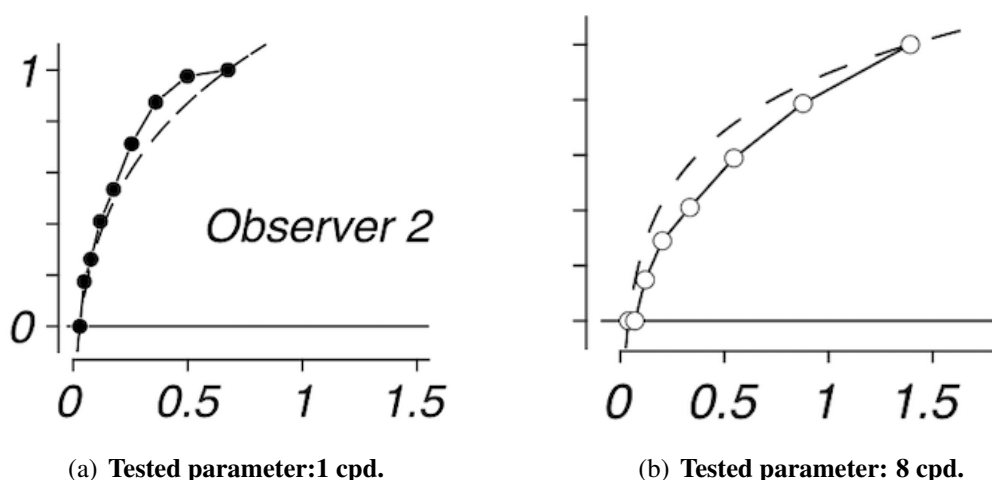 1
0
Observer 2
0 0.5 1 1.5
0 0.5 1 1.5
(a) Tested parameter:1 cpd.
(b) Tested parameter: 8 cpd.